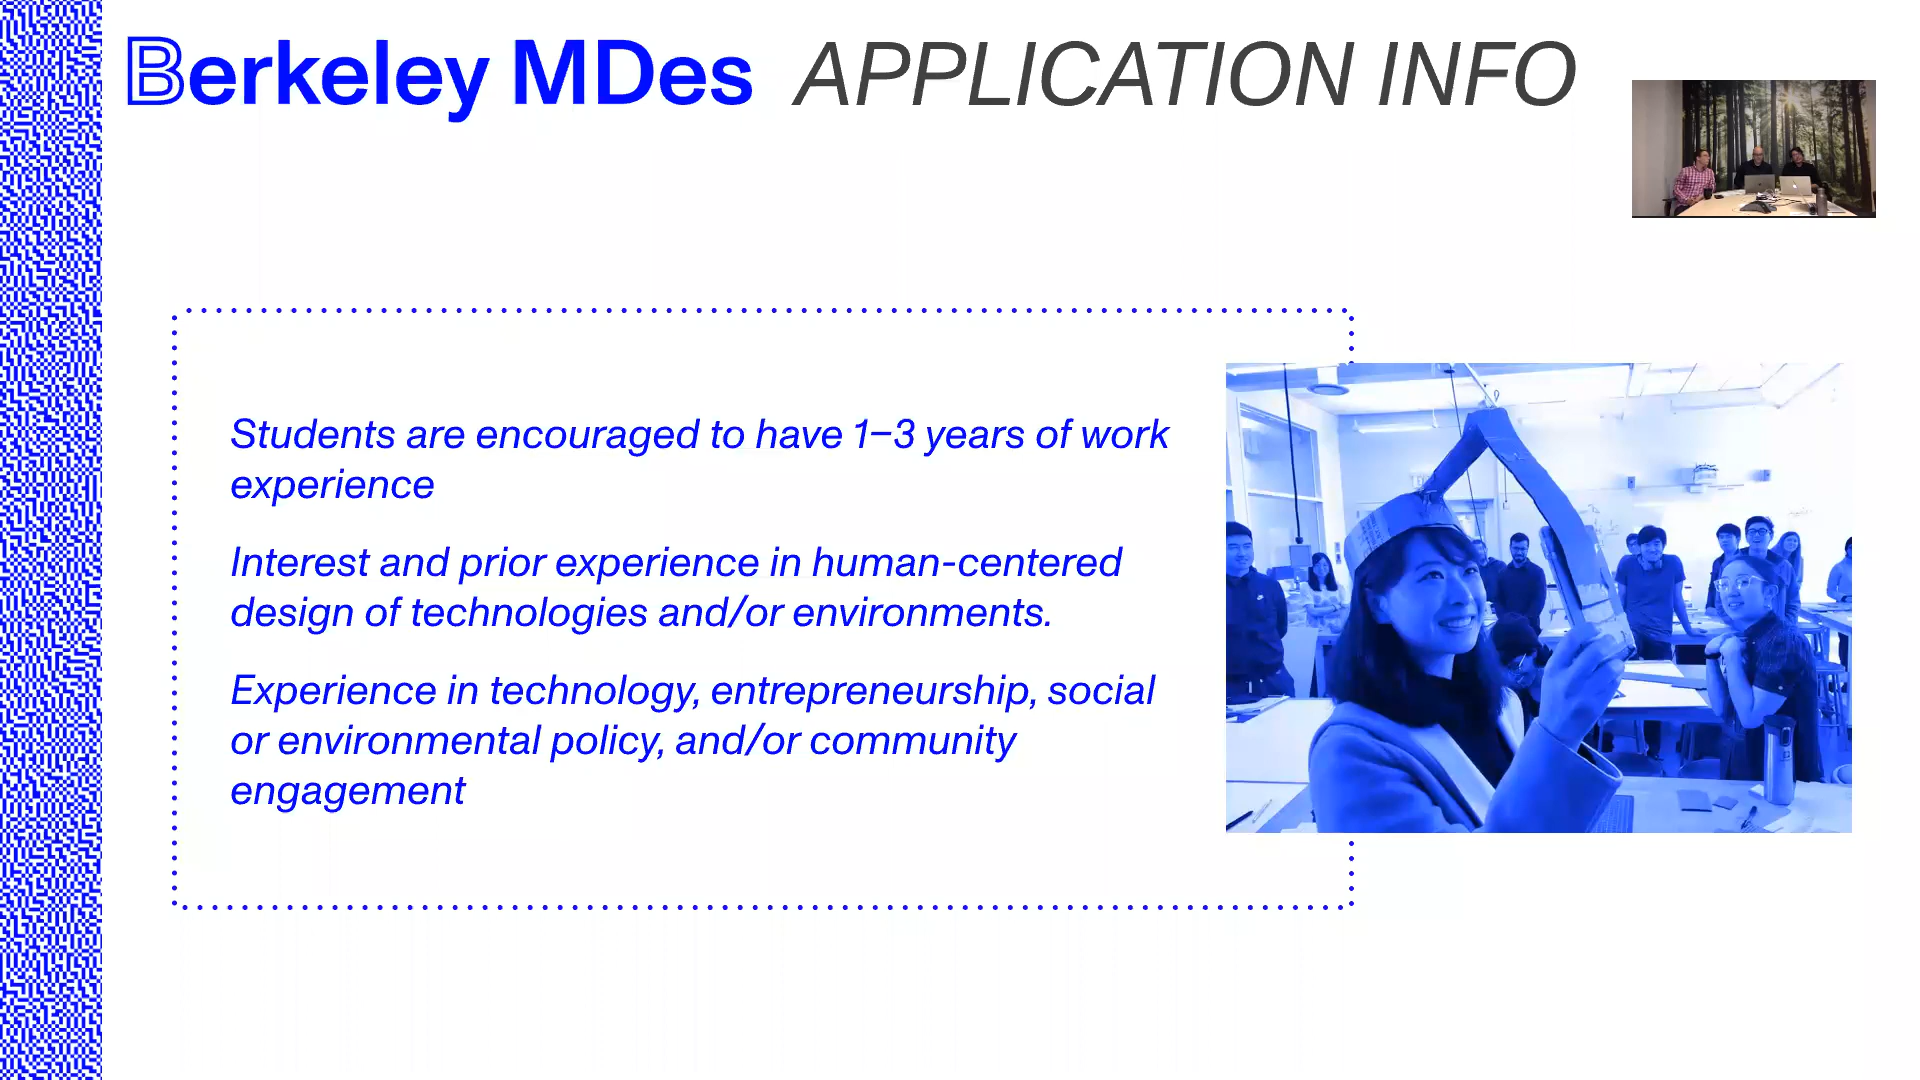 Berkeley MDes APPLICATION INFO
Students are encouraged to have 1–3 years of work
experience
Interest and prior experience in human-centered
design of technologies and/or environments.
Experience in technology, entrepreneurship, social
or environmental policy, and/or community
engagement